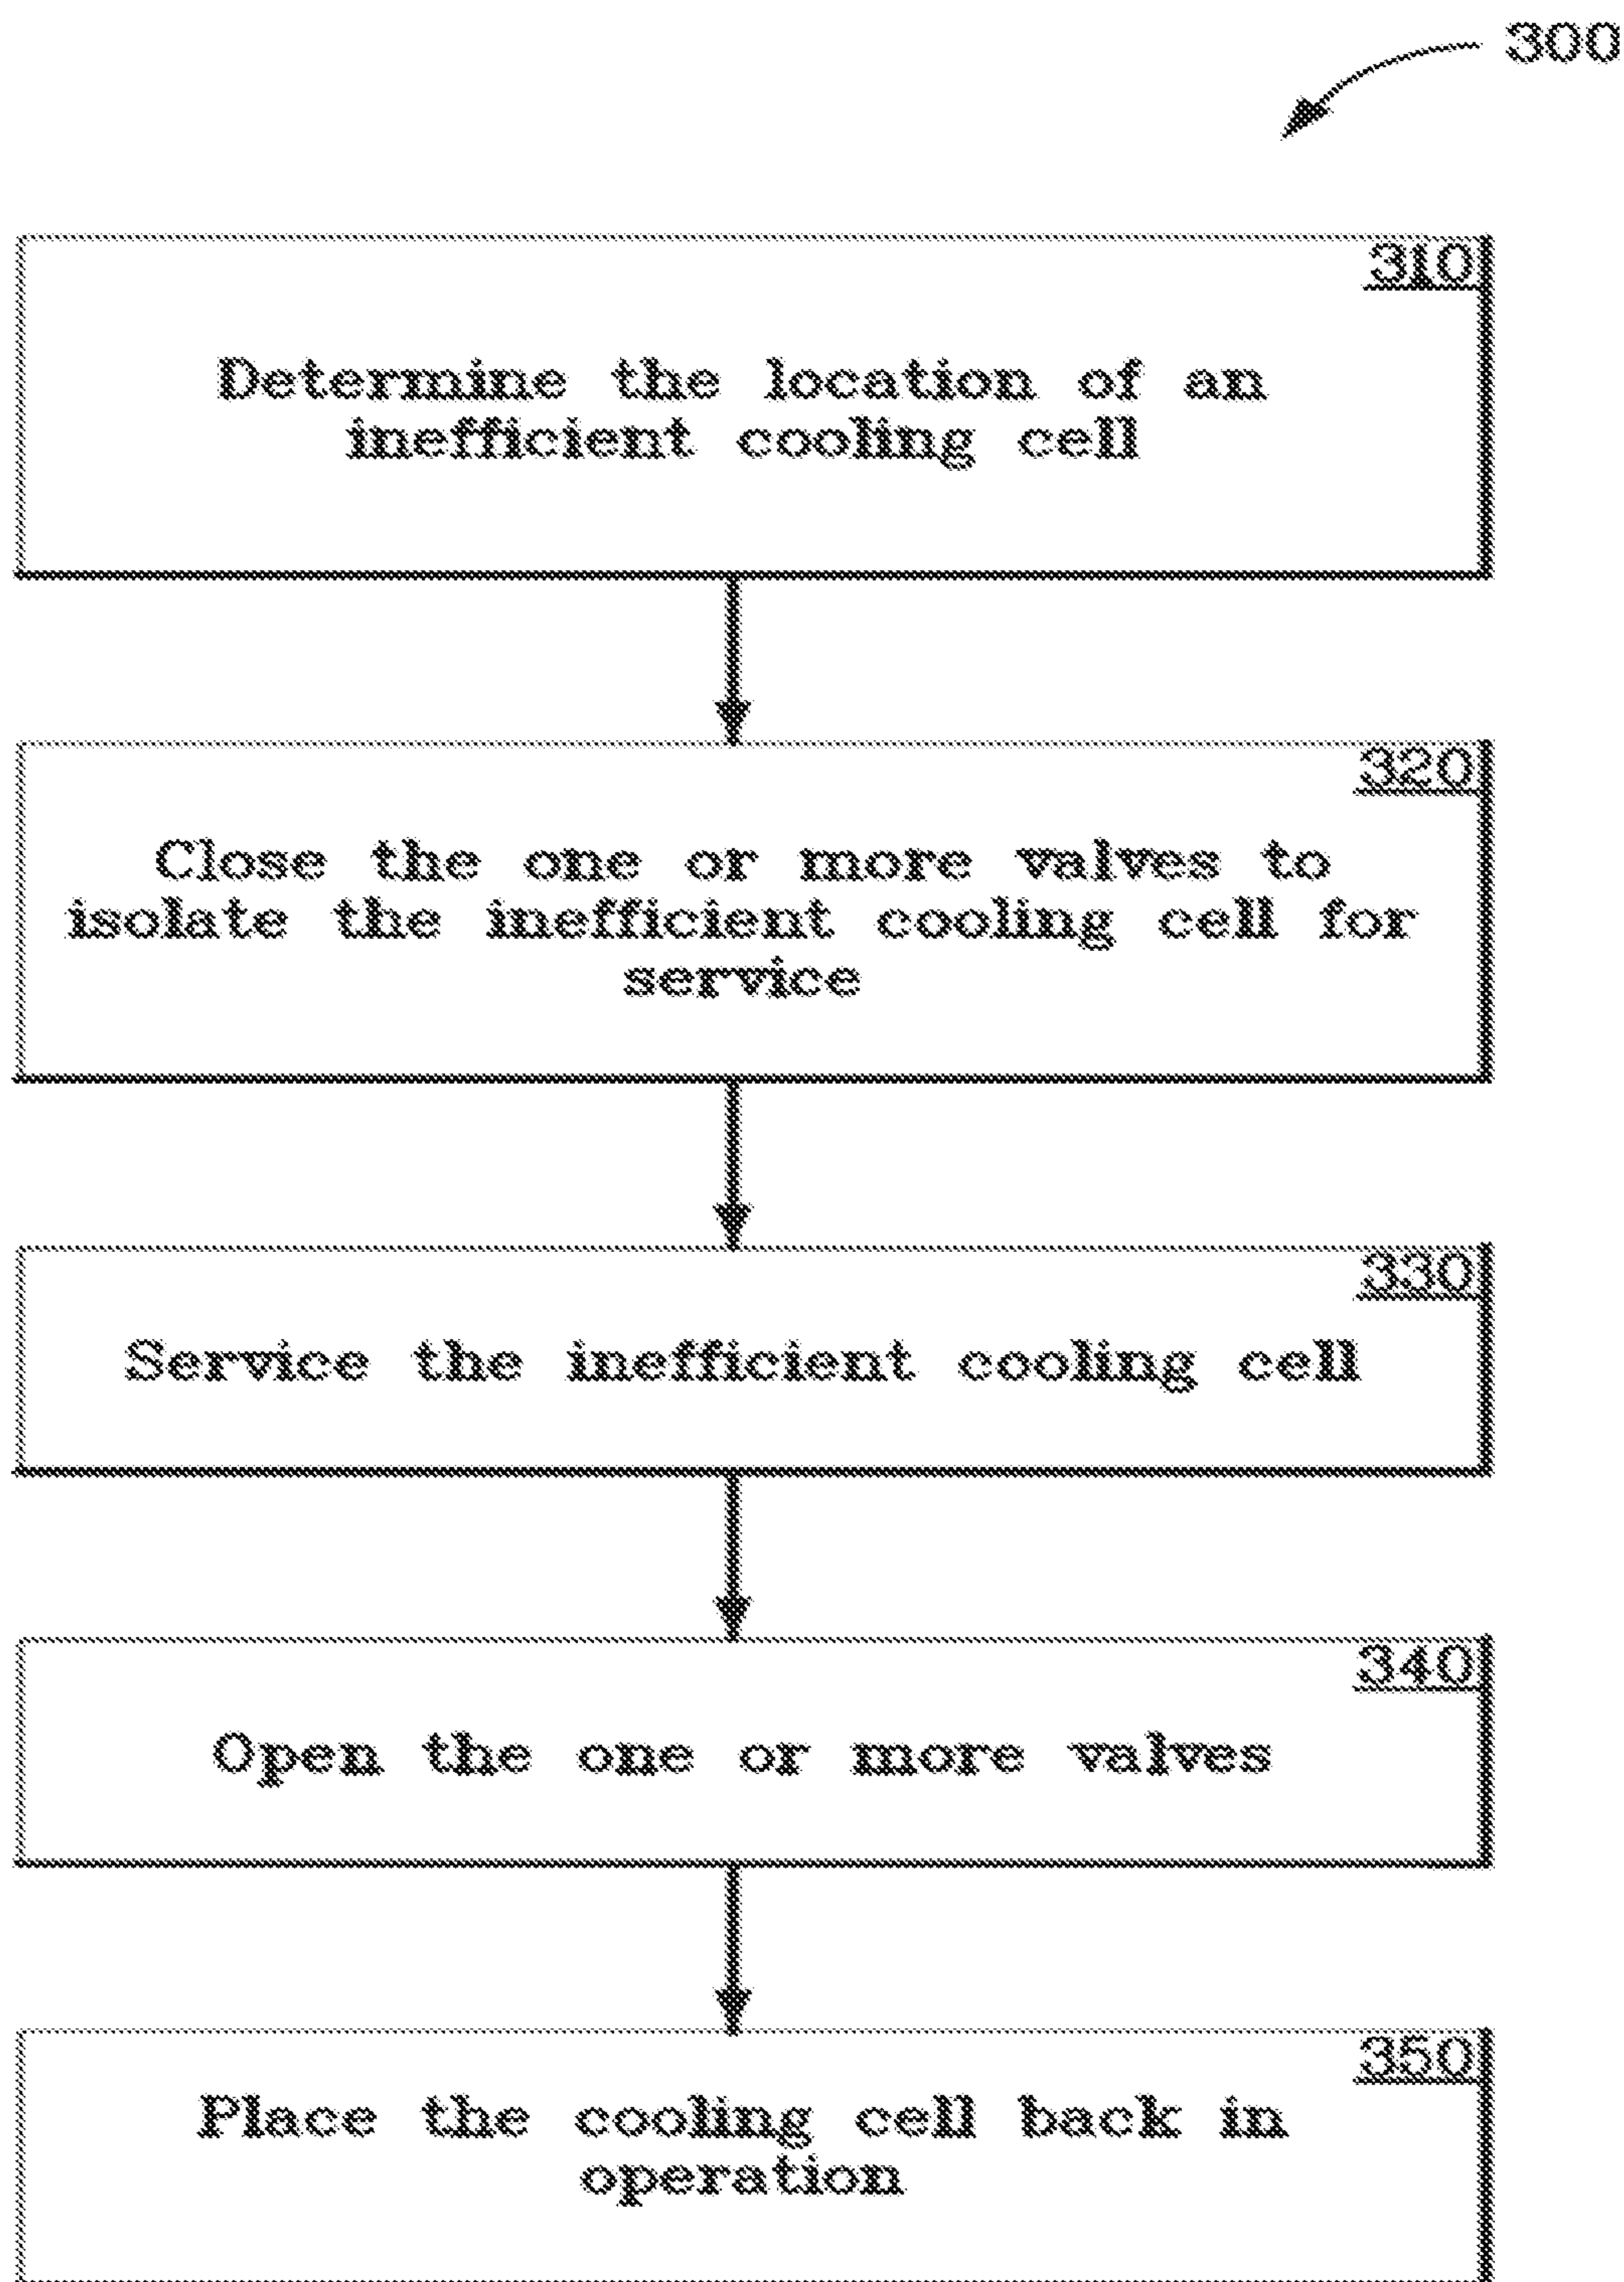 300
310
Determine the location of an
inefficient cooling cell
320
Close the one or more valves to
isolate the inefficient cooling cell for
service
330
Service the inefficient cooling cell
340
Open the one or more valves
350
Place the cooling cell back in
operation